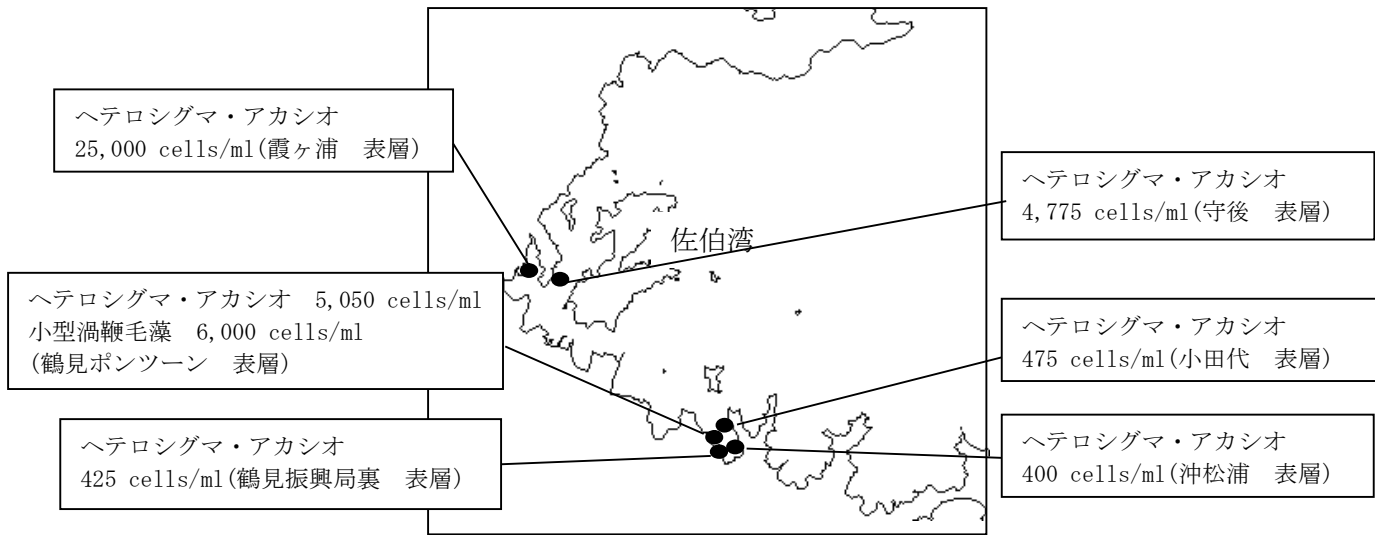 ヘテロシグマ・アカシオ
25,000 cells/ml(霞ヶ浦 表層)
ヘテロシグマ・アカシオ
4,775 cells/ml(守後 表層)
佐伯湾
ヘテロシグマ・アカシオ 5,050 cells/ml
小型渦鞭毛藻 6,000 cells/ml
(鶴見ポンツーン 表層)
ヘテロシグマ・アカシオ
475 cells/ml(小田代 表層)
ヘテロシグマ・アカシオ
425 cells/ml(鶴見振興局裏 表層)
ヘテロシグマ・アカシオ
400 cells/ml(沖松浦 表層)